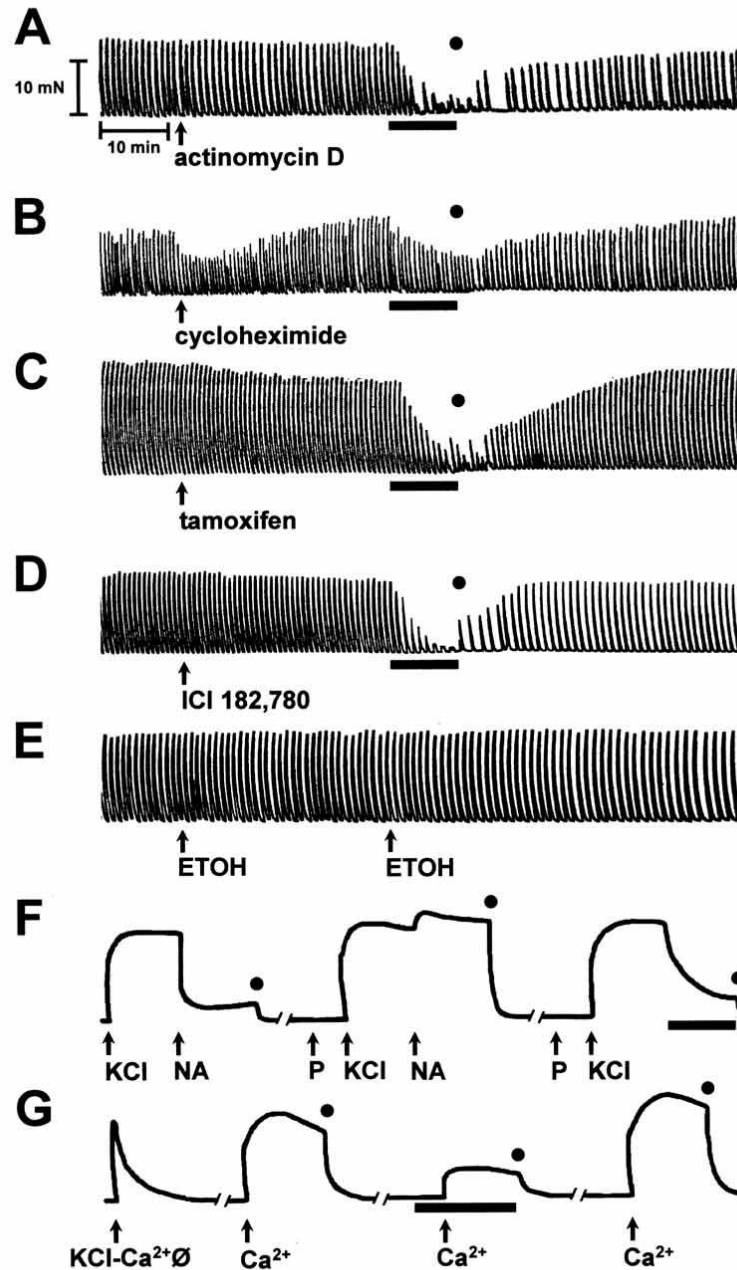 A
10 mN
10 min
actinomycin D
B
cycloheximide
C
tamoxifen
D
ICI 182,780
E
ETOH ETOH
F
KCl NA P KCl NA P KCl
G
KCl-Ca²⁺Ø Ca²⁺ Ca²⁺ Ca²⁺